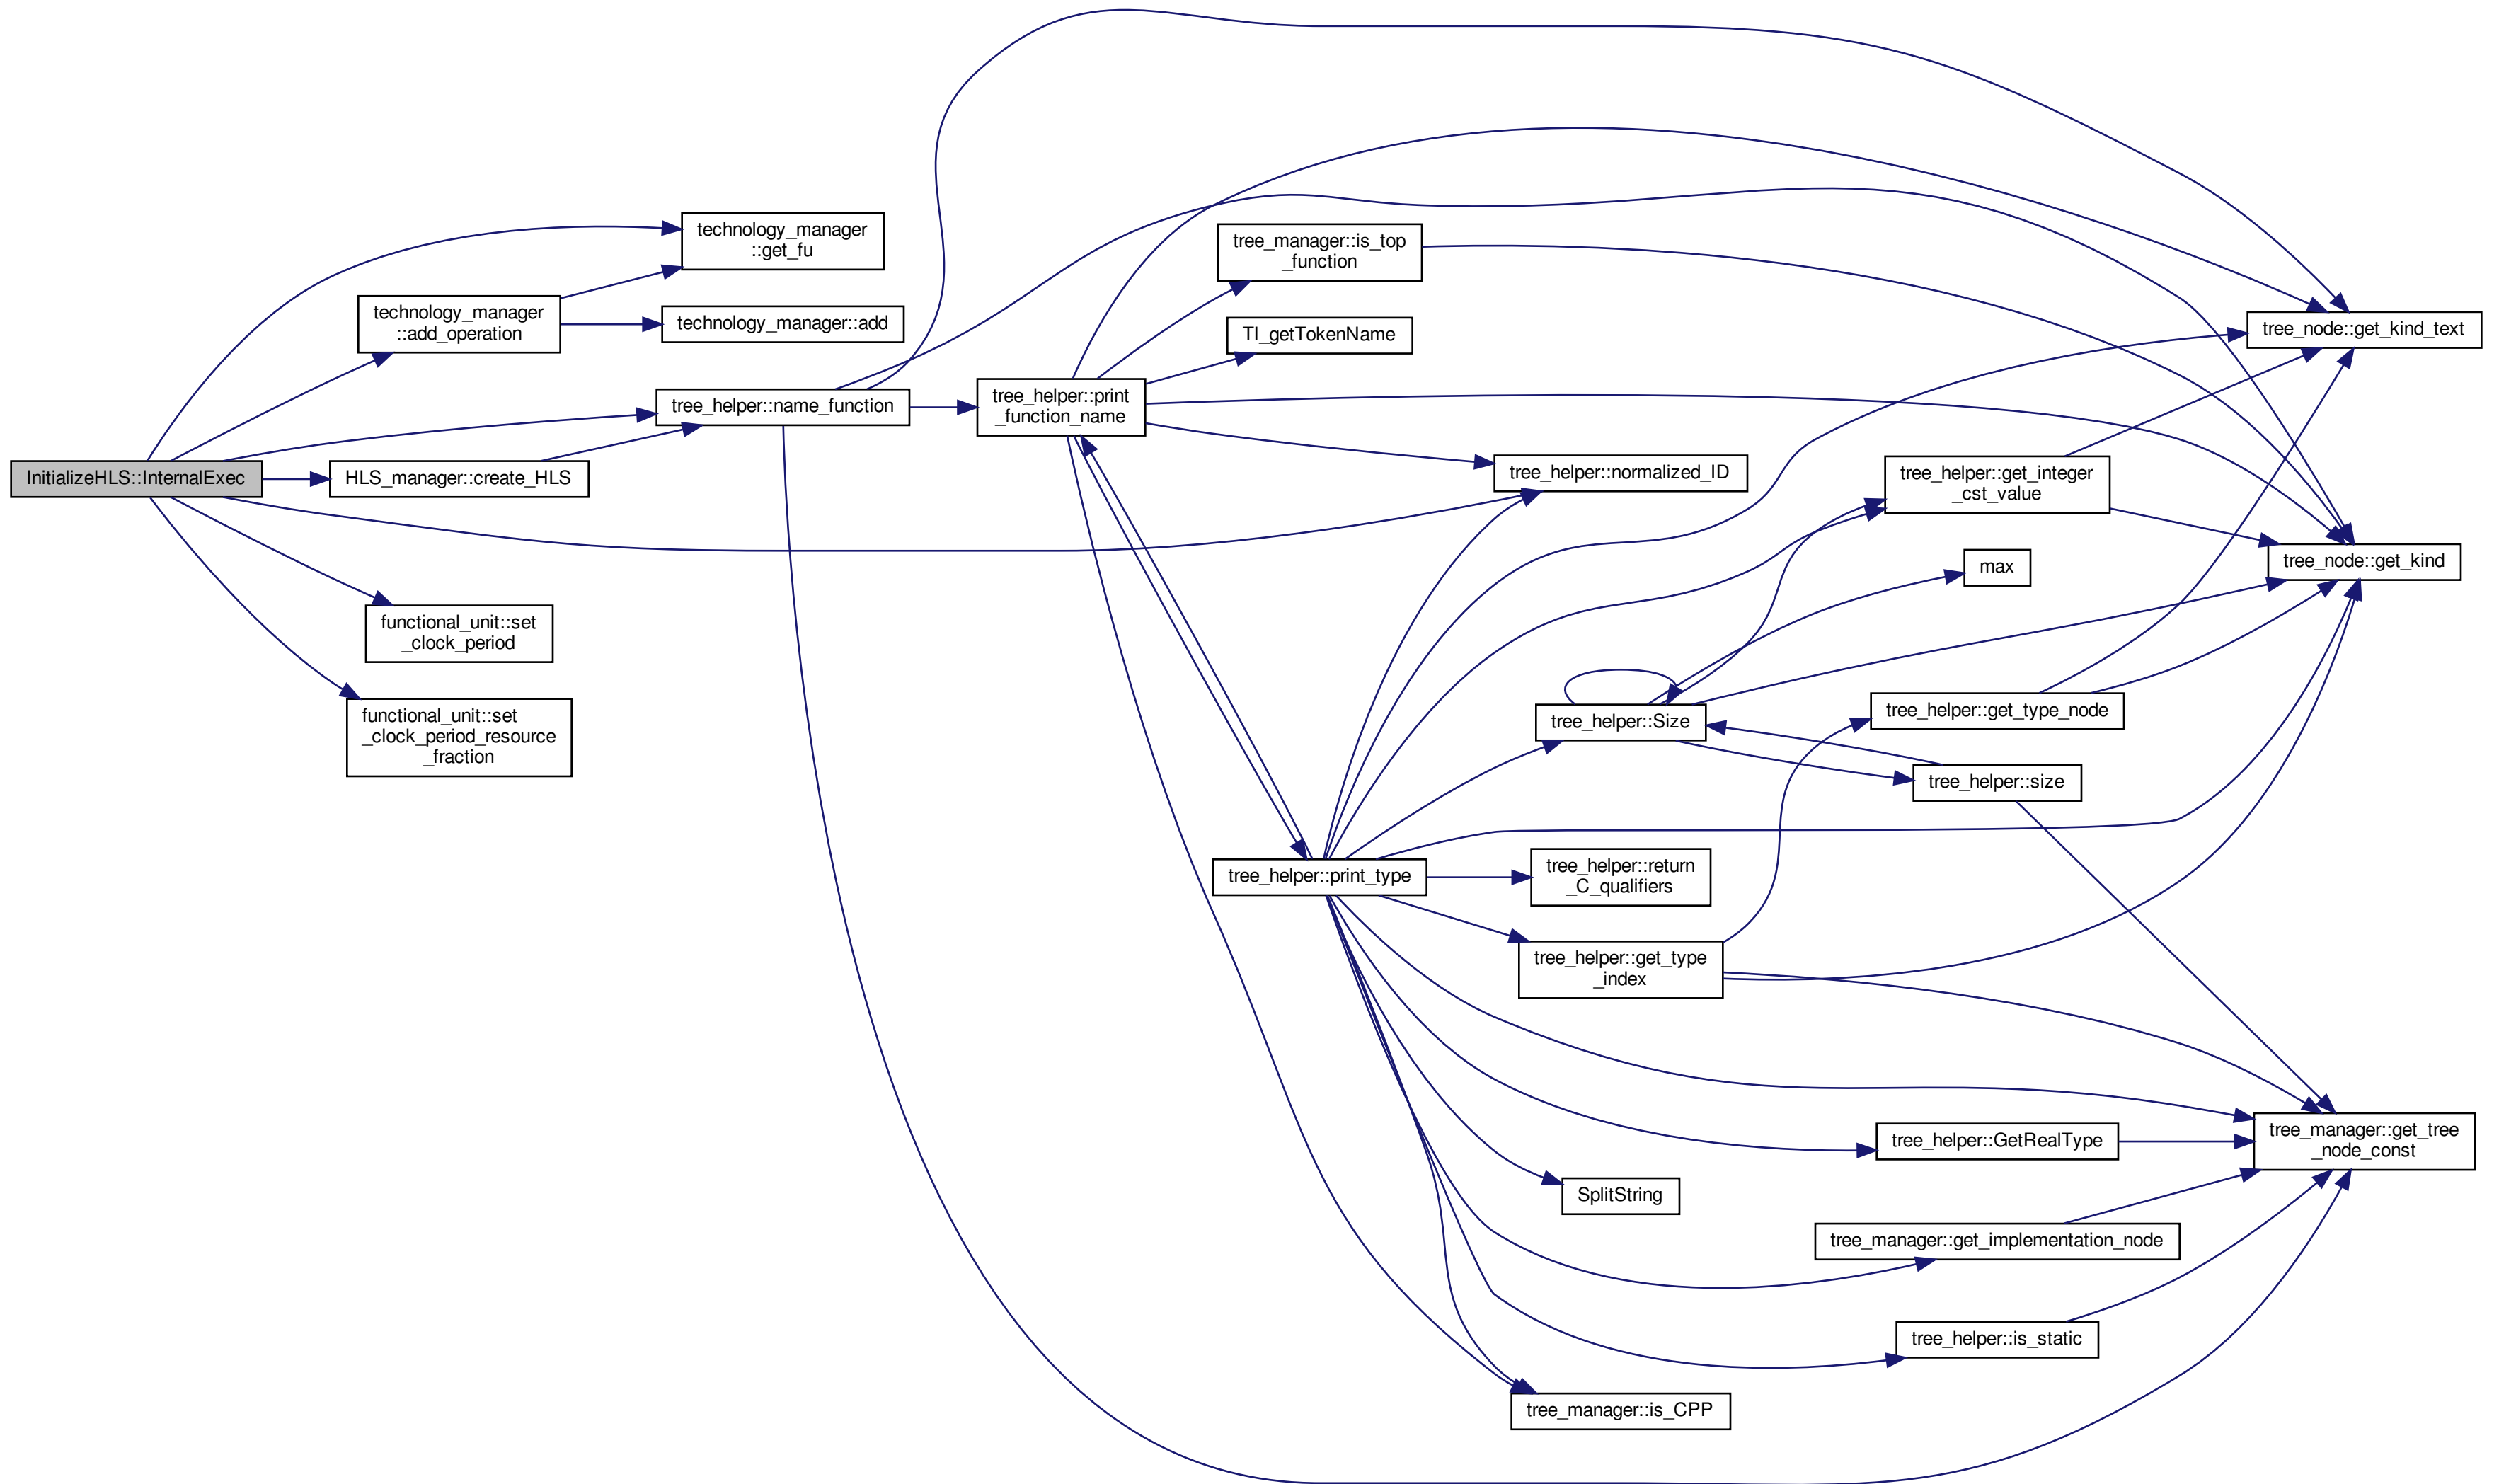 InitializeHLS::InternalExec
technology_manager
::get_fu
technology_manager
::add_operation
technology_manager::add
tree_helper::name_function
HLS_manager::create_HLS
functional_unit::set
_clock_period
functional_unit::set
_clock_period_resource
_fraction
tree_helper::print
_function_name
tree_manager::is_top
_function
TI_getTokenName
tree_helper::normalized_ID
tree_helper::print_type
tree_helper::Size
tree_helper::return
_C_qualifiers
tree_helper::get_type
_index
SplitString
tree_manager::is_CPP
tree_helper::get_integer
_cst_value
max
tree_helper::get_type_node
tree_helper::size
tree_helper::GetRealType
tree_manager::get_implementation_node
tree_helper::is_static
tree_node::get_kind_text
tree_node::get_kind
tree_manager::get_tree
_node_const